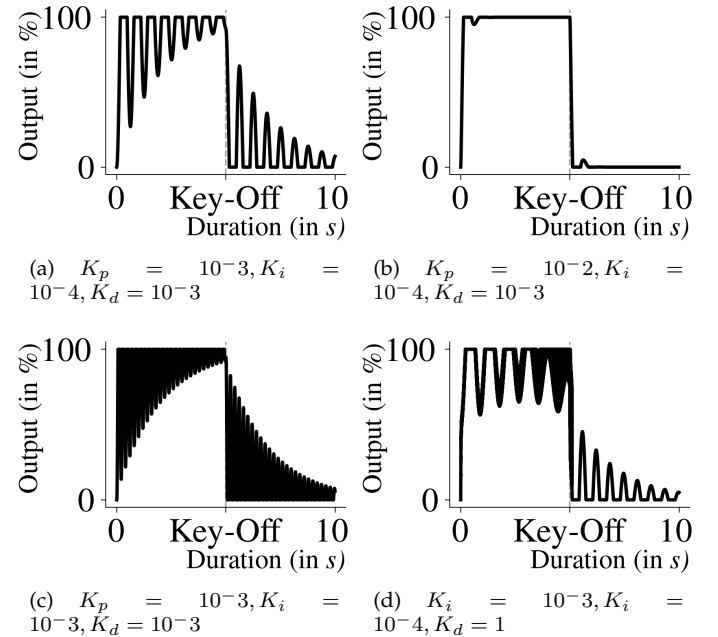 Output (in %)
100
0
0 Key-Off 10
Duration (in s)
(a) K_p = 10^−3, K_i =
10^−4, K_d = 10^−3
Output (in %)
100
0
0 Key-Off 10
Duration (in s)
(b) K_p = 10^−2, K_i =
10^−4, K_d = 10^−3
Output (in %)
100
0
0 Key-Off 10
Duration (in s)
(c) K_p = 10^−3, K_i =
10^−3, K_d = 10^−3
Output (in %)
100
0
0 Key-Off 10
Duration (in s)
(d) K_i = 10^−3, K_i =
10^−4, K_d = 1